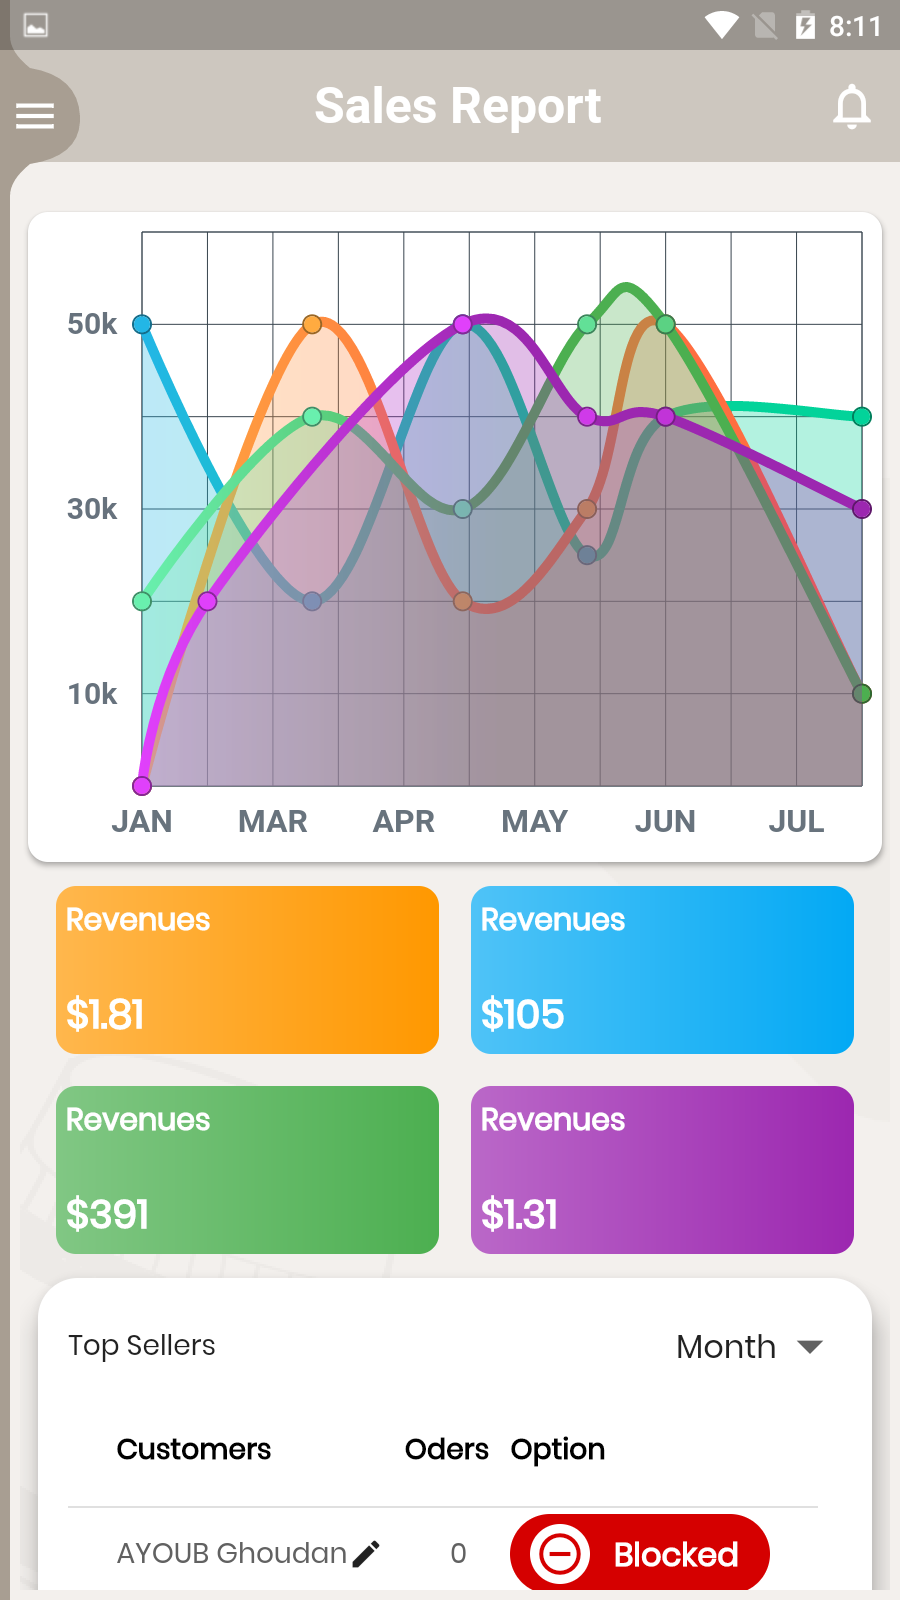 8:11
Sales Report
50k
30k
10k
JAN MAR APR MAY JUN JUL
Revenues Revenues
$1.81 $105
Revenues Revenues
$391 $1.31
Top Sellers Month
Customers Oders Option
AYOUB Ghoudan 0 Blocked